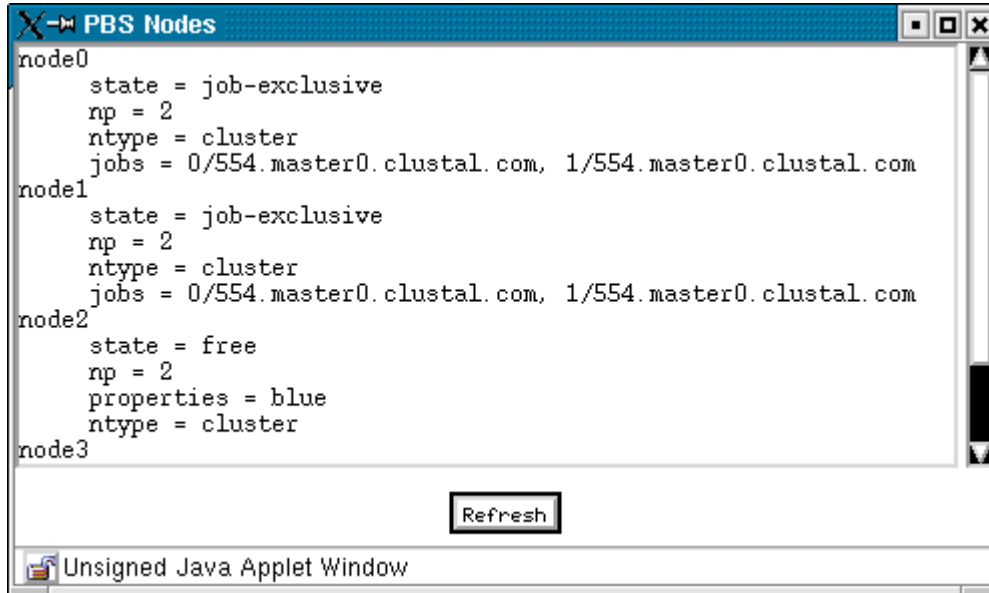 PBS Nodes
node0
state = job-exclusive
np = 2
ntype = cluster
jobs = 0/554.master0.clustal.com, 1/554.master0.clustal.com
node1
state = job-exclusive
np = 2
ntype = cluster
jobs = 0/554.master0.clustal.com, 1/554.master0.clustal.com
node2
state = free
np = 2
properties = blue
ntype = cluster
node3
Refresh
Unsigned Java Applet Window